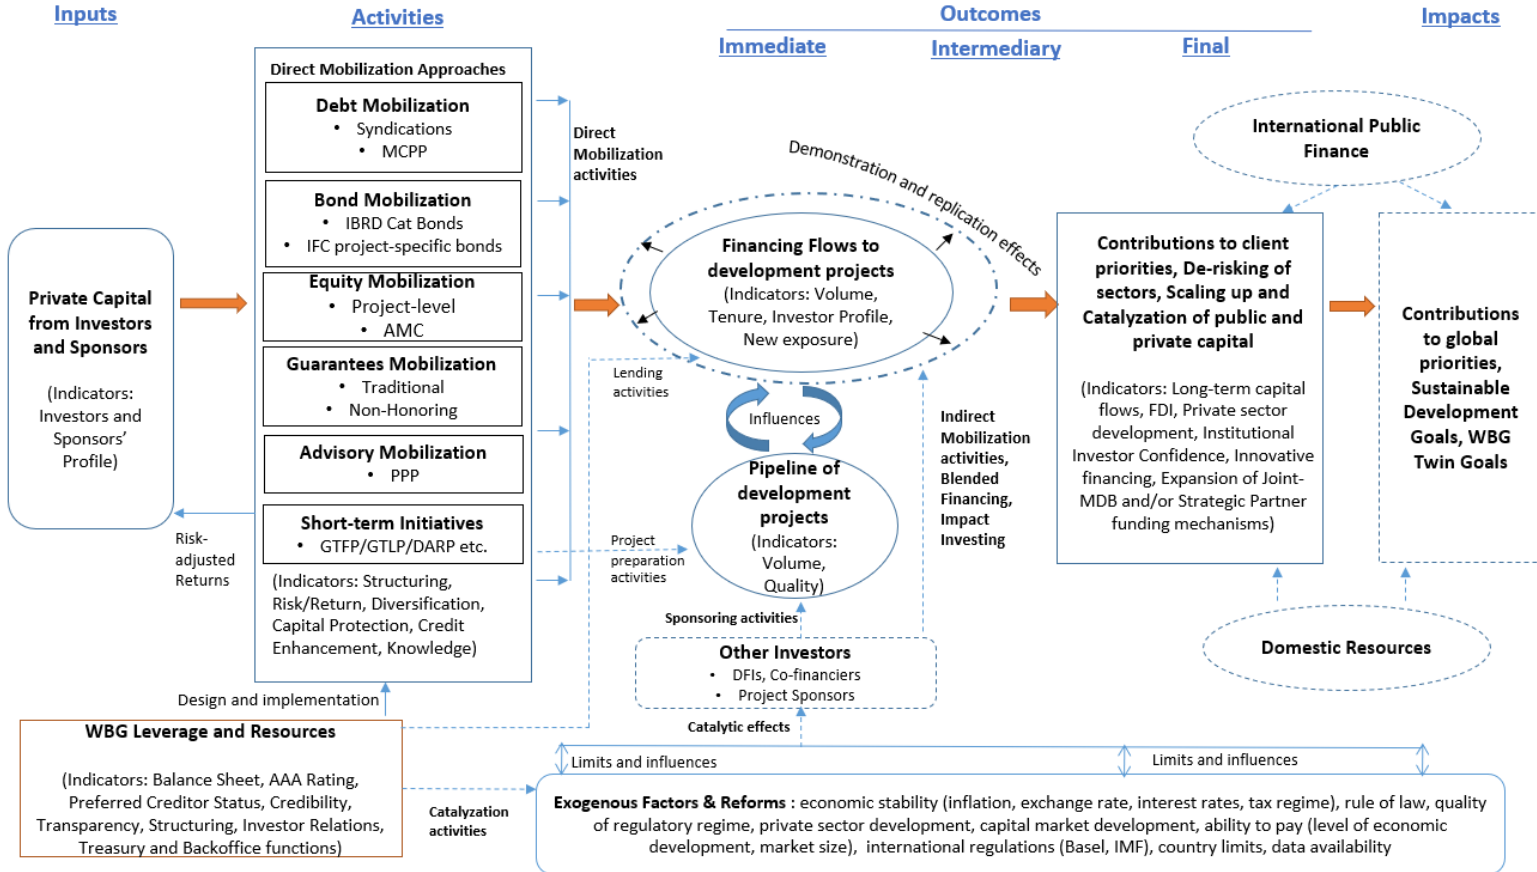 Inputs
Activities
Outcomes
Impacts
Immediate
Intermediary
Final
Direct Mobilization Approaches
Debt Mobilization
• Syndications
• MCPP
Bond Mobilization
• IBRD Cat Bonds
• IFC project-specific bonds
Equity Mobilization
• Project-level
• AMC
Guarantees Mobilization
• Traditional
• Non-Honoring
Advisory Mobilization
• PPP
Short-term Initiatives
• GTFP/GTLP/DARP etc.
(Indicators: Structuring,
Risk/Return, Diversification,
Capital Protection, Credit
Enhancement, Knowledge)
Private Capital
from Investors
and Sponsors
(Indicators:
Investors and
Sponsors’
Profile)
Risk-
adjusted
Returns
Design and implementation
WBG Leverage and Resources
(Indicators: Balance Sheet, AAA Rating,
Preferred Creditor Status, Credibility,
Transparency, Structuring, Investor Relations,
Treasury and Backoffice functions)
Direct
Mobilization
activities
Demonstration and replication effects
Financing Flows to
development projects
(Indicators: Volume,
Tenure, Investor Profile,
New exposure)
Lending
activities
Influences
Pipeline of
development
projects
(Indicators:
Volume,
Quality)
Project
preparation
activities
Sponsoring activities
Other Investors
• DFIs, Co-financiers
• Project Sponsors
Catalytic effects
Indirect
Mobilization
activities,
Blended
Financing,
Impact
Investing
International Public
Finance
Contributions to client
priorities, De-risking of
sectors, Scaling up and
Catalyzation of public and
private capital
(Indicators: Long-term capital
flows, FDI, Private sector
development, Institutional
Investor Confidence, Innovative
financing, Expansion of Joint-
MDB and/or Strategic Partner
funding mechanisms)
Contributions
to global
priorities,
Sustainable
Development
Goals, WBG
Twin Goals
Domestic Resources
Limits and influences
Limits and influences
Catalyzation
activities
Exogenous Factors & Reforms : economic stability (inflation, exchange rate, interest rates, tax regime), rule of law, quality
of regulatory regime, private sector development, capital market development, ability to pay (level of economic
development, market size), international regulations (Basel, IMF), country limits, data availability